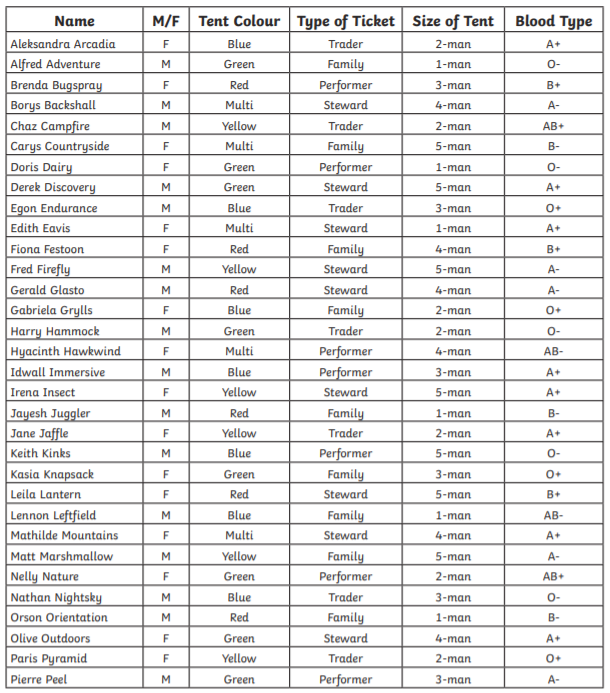 Name M/F Tent Colour Type of Ticket Size of Tent Blood Type
Aleksandra Arcadia F Blue Trader 2-man A+
Alfred Adventure M Green Family 1-man O-
Brenda Bugspray F Red Performer 3-man B+
Borys Backshall M Multi Steward 4-man A-
Chaz Campfire M Yellow Trader 2-man AB+
Carys Countryside F Multi Family 5-man B-
Doris Dairy F Green Performer 1-man O-
Derek Discovery M Green Steward 5-man A+
Egon Endurance M Blue Trader 3-man O+
Edith Eavis F Multi Steward 1-man A+
Fiona Festoon F Red Family 4-man B+
Fred Firefly M Yellow Steward 5-man A-
Gerald Glasto M Red Steward 4-man A-
Gabriela Grylls F Blue Family 2-man O+
Harry Hammock M Green Trader 2-man O-
Hyacinth Hawkwind F Multi Performer 4-man AB-
Idwall Immersive M Blue Performer 3-man A+
Irena Insect F Yellow Steward 5-man A+
Jayesh Juggler M Red Family 1-man B-
Jane Jaffle F Yellow Trader 2-man A+
Keith Kinks M Blue Performer 5-man O-
Kasia Knapsack F Green Family 3-man O+
Leila Lantern F Red Steward 5-man B+
Lennon Leftfield M Blue Family 1-man AB-
Mathilde Mountains F Multi Steward 4-man A+
Matt Marshmallow M Yellow Family 5-man A-
Nelly Nature F Green Performer 2-man AB+
Nathan Nightsky M Blue Trader 3-man O-
Orson Orientation M Red Family 1-man B-
Olive Outdoors F Green Steward 4-man A+
Paris Pyramid F Yellow Trader 2-man O+
Pierre Peel M Green Performer 3-man A-